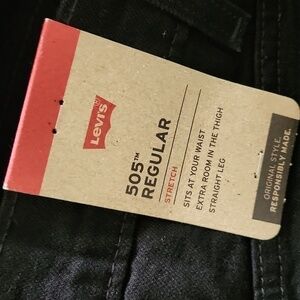 Levi's®
505™
REGULAR
STRETCH
SITS AT YOUR WAIST
EXTRA ROOM IN THE THIGH
STRAIGHT LEG
ORIGINAL STYLE.
RESPONSIBLY MADE.